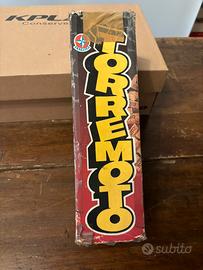 KPL
Conserve
TORREMOTO
subito